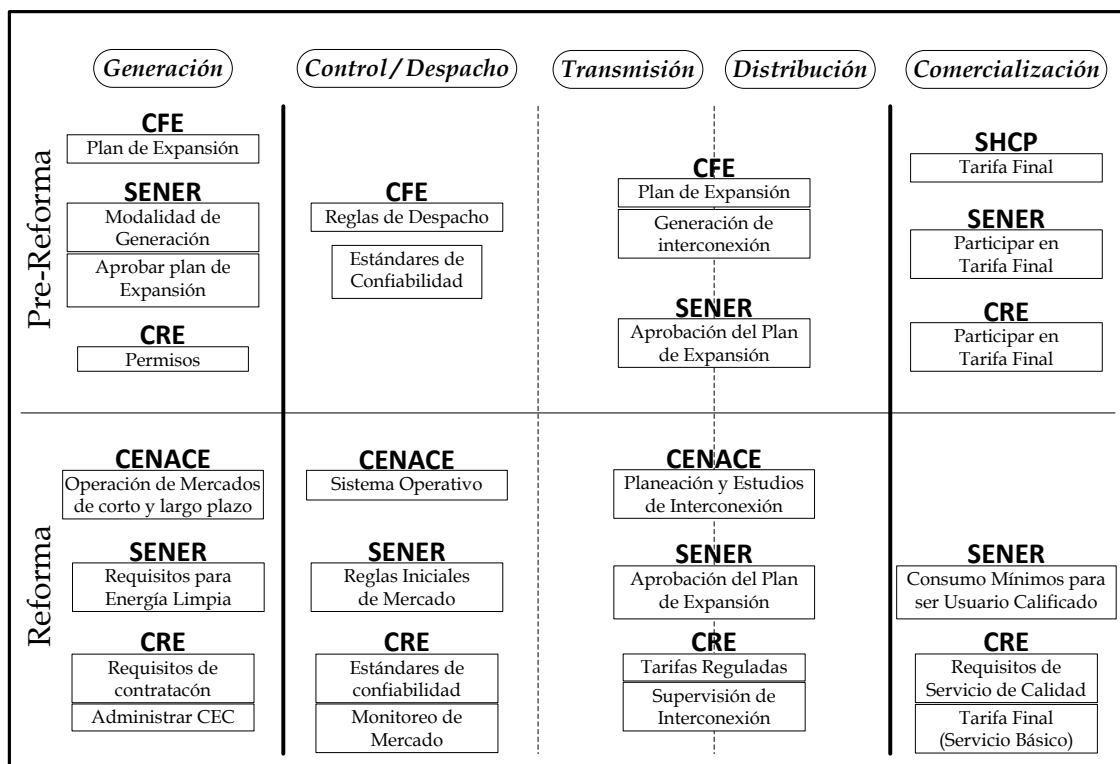 Generación
Control / Despacho
Transmisión
Distribución
Comercialización
Pre-Reforma
CFE
Plan de Expansión
SENER
Modalidad de
Generación
Aprobar plan de
Expansión
CRE
Permisos
CFE
Reglas de Despacho
Estándares de
Confiabilidad
CFE
Plan de Expansión
Generación de
interconexión
SENER
Aprobación del Plan
de Expansión
SHCP
Tarifa Final
SENER
Participar en
Tarifa Final
CRE
Participar en
Tarifa Final
Reforma
CENACE
Operación de Mercados
de corto y largo plazo
SENER
Requisitos para
Energía Limpia
CRE
Requisitos de
contratacón
Administrar CEC
CENACE
Sistema Operativo
SENER
Reglas Iniciales
de Mercado
CRE
Estándares de
confiabilidad
Monitoreo de
Mercado
CENACE
Planeación y Estudios
de Interconexión
SENER
Aprobación del Plan
de Expansión
CRE
Tarifas Reguladas
Supervisión de
Interconexión
SENER
Consumo Mínimos para
ser Usuario Calificado
CRE
Requisitos de
Servicio de Calidad
Tarifa Final
(Servicio Básico)